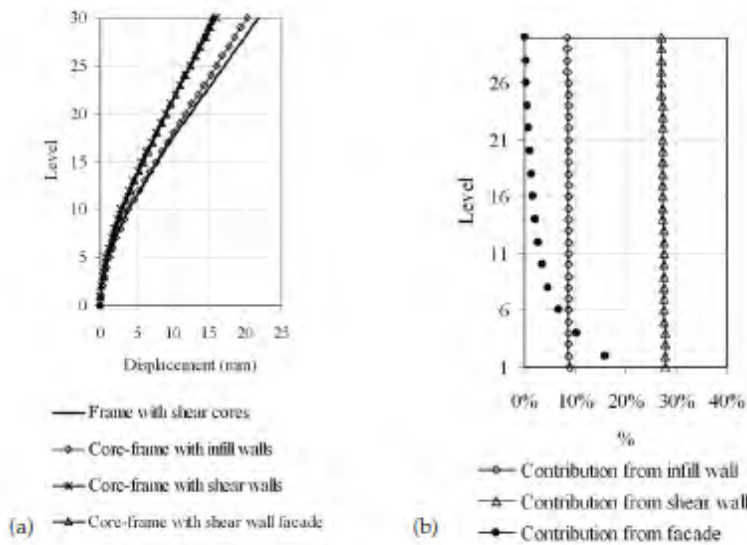 30
25
20
15
10
5
0
Level
0 5 10 15 20 25
Displacement (mm)
Frame with shear cores
Core-frame with infill walls
Core-frame with shear walls
Core-frame with shear wall facade
(a)
26
21
16
11
6
1
Level
0% 10% 20% 30% 40%
%
Contribution from infill wall
Contribution from shear wall
Contribution from facade
(b)